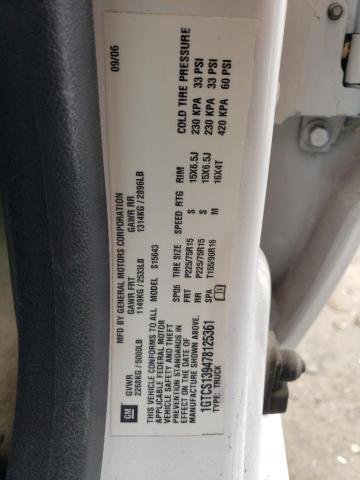 09/06
MFD BY GENERAL MOTORS CORPORATION
GVWR GAWR FRT GAWR RR
2268KG / 5000LB 1149KG / 2533LB 1314KG / 2896LB
THIS VEHICLE CONFORMS TO ALL
APPLICABLE FEDERAL MOTOR
VEHICLE SAFETY AND THEFT
PREVENTION STANDARDS IN
EFFECT ON THE DATE OF
MANUFACTURE SHOWN ABOVE.
1GTCS139478125361
TYPE: TRUCK
MODEL: S15643
TIRE SIZE SPEED RTG RIM COLD TIRE PRESSURE
FRT P225/75R15 S 15X6.5J 230 KPA 33 PSI
RR P225/75R15 S 15X6.5J 230 KPA 33 PSI
SPA T155/90R16 M 16X4T 420 KPA 60 PSI
GM